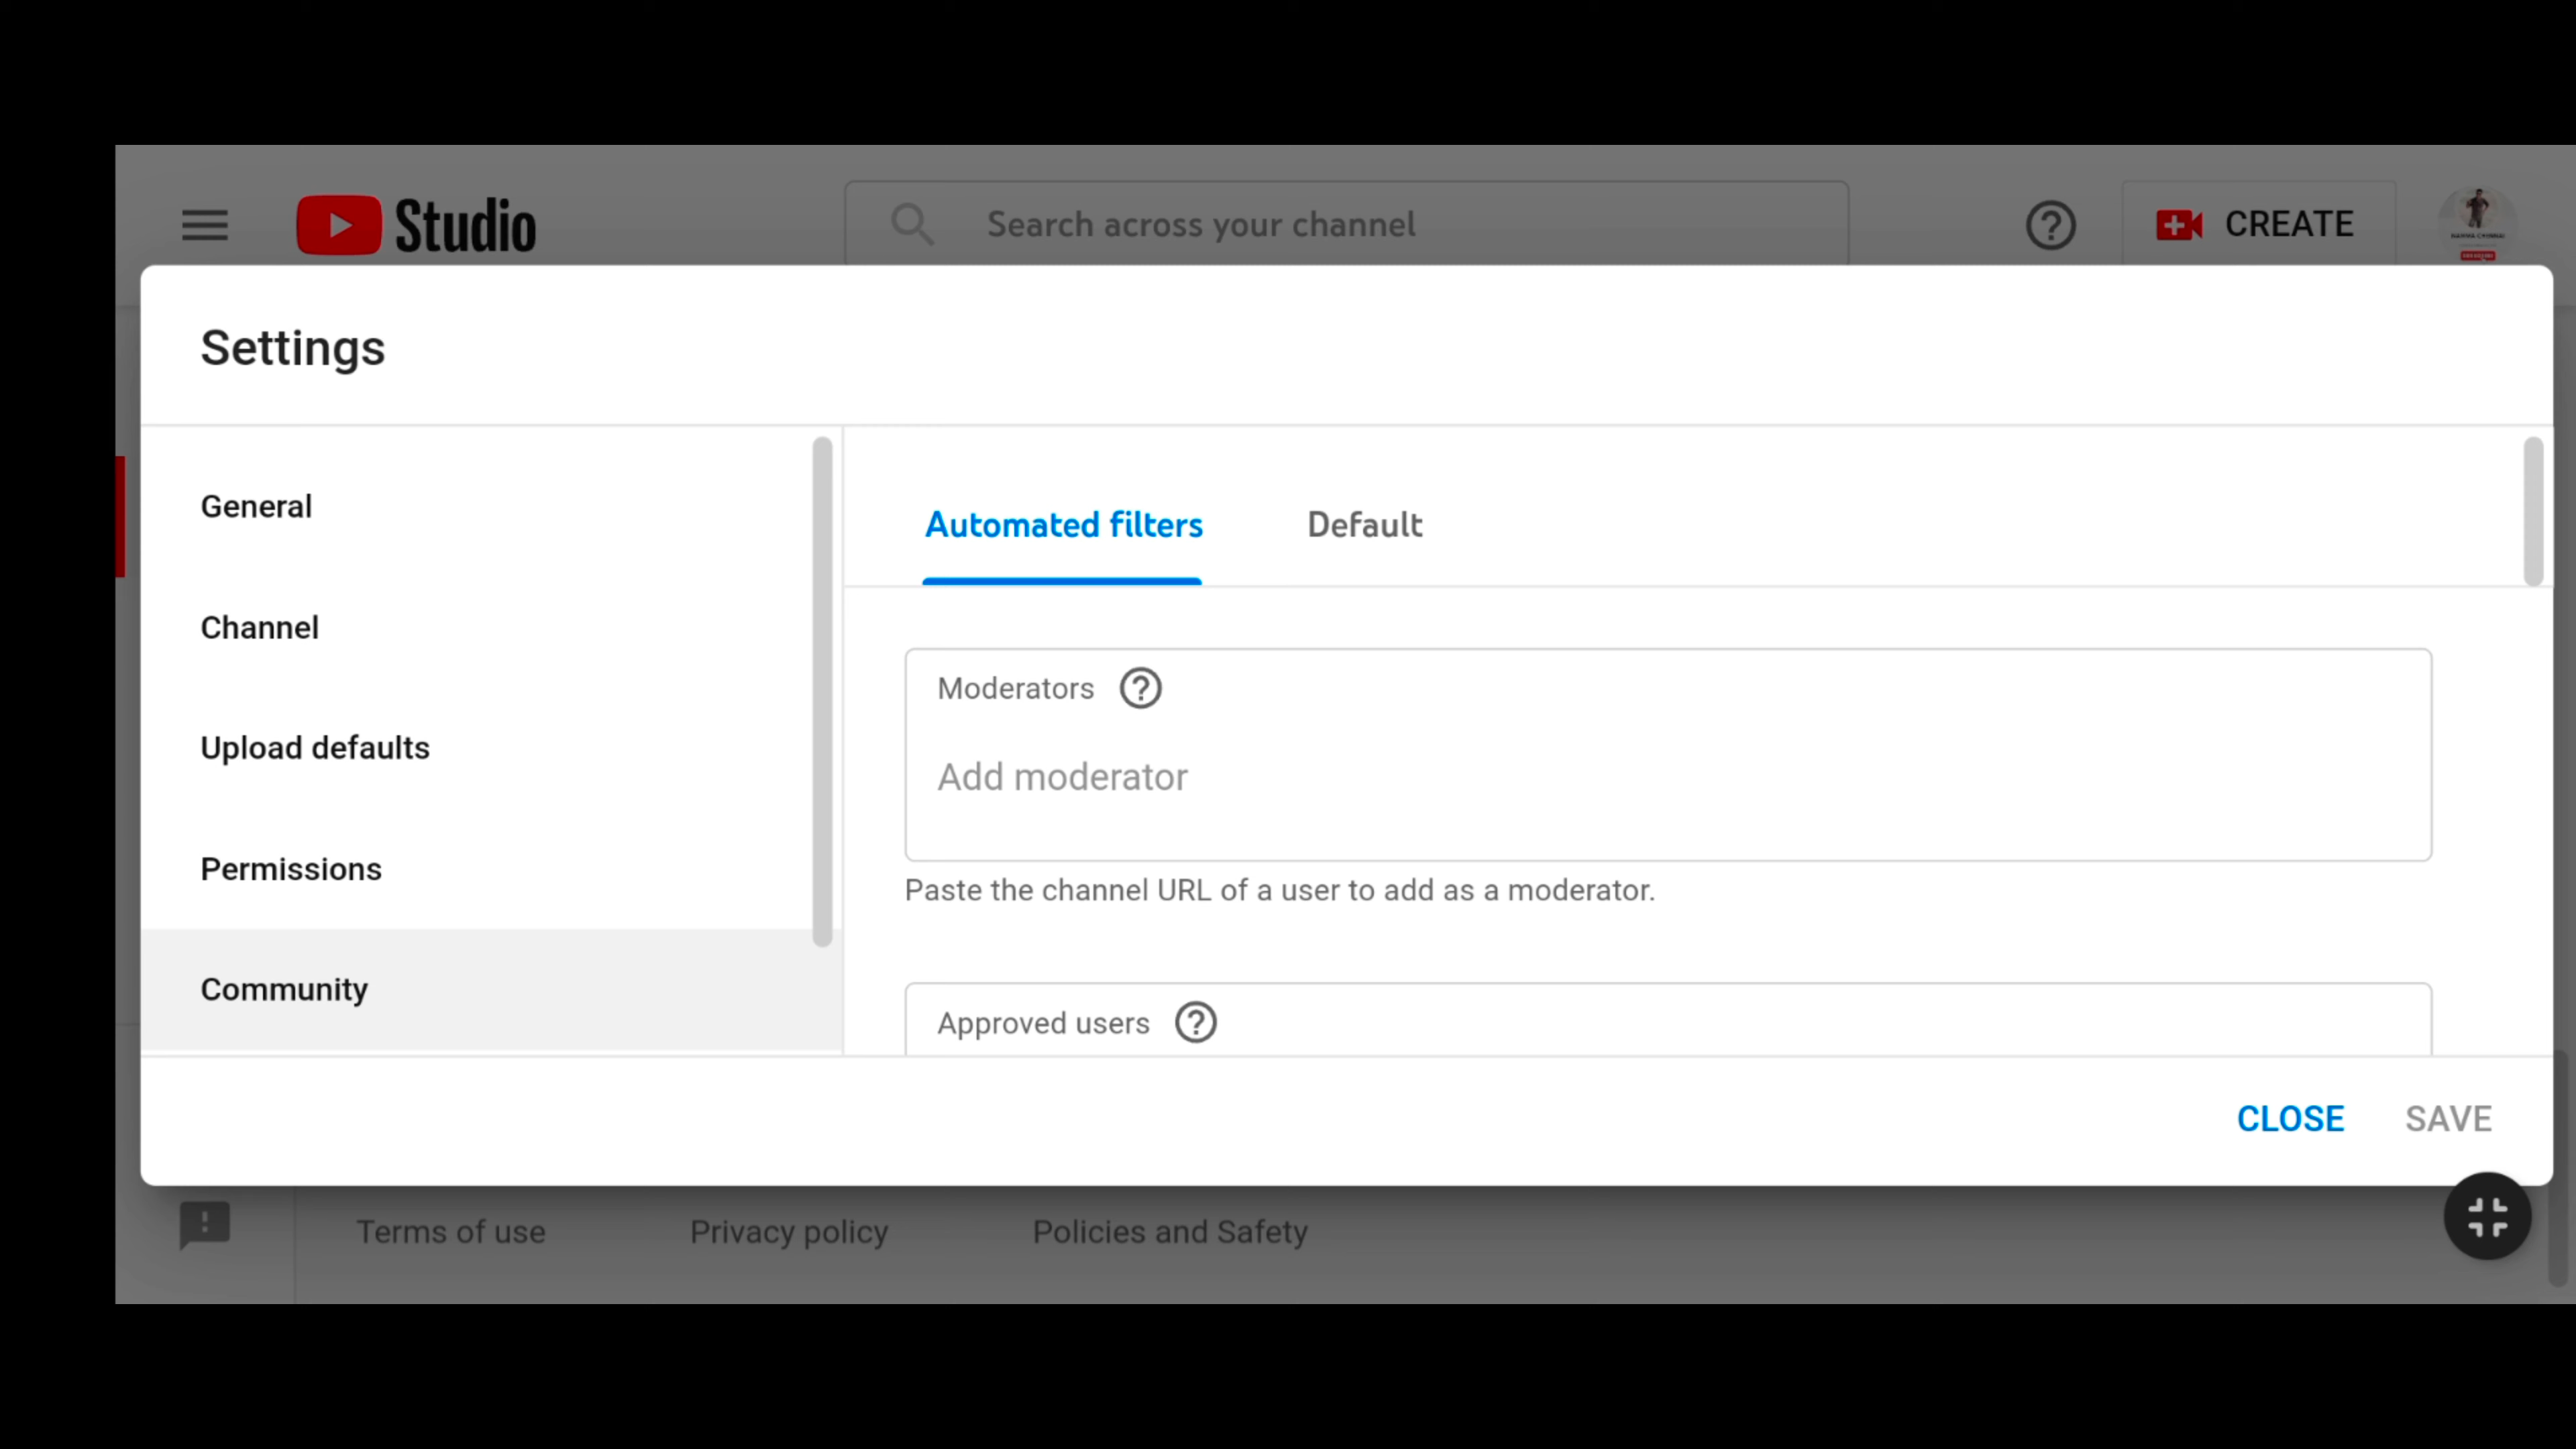 Studio
Search across your channel
CREATE
Settings
General
Channel
Upload defaults
Permissions
Community
Automated filters
Default
Moderators
Add moderator
Paste the channel URL of a user to add as a moderator.
Approved users
CLOSE
SAVE
Terms of use
Privacy policy
Policies and Safety